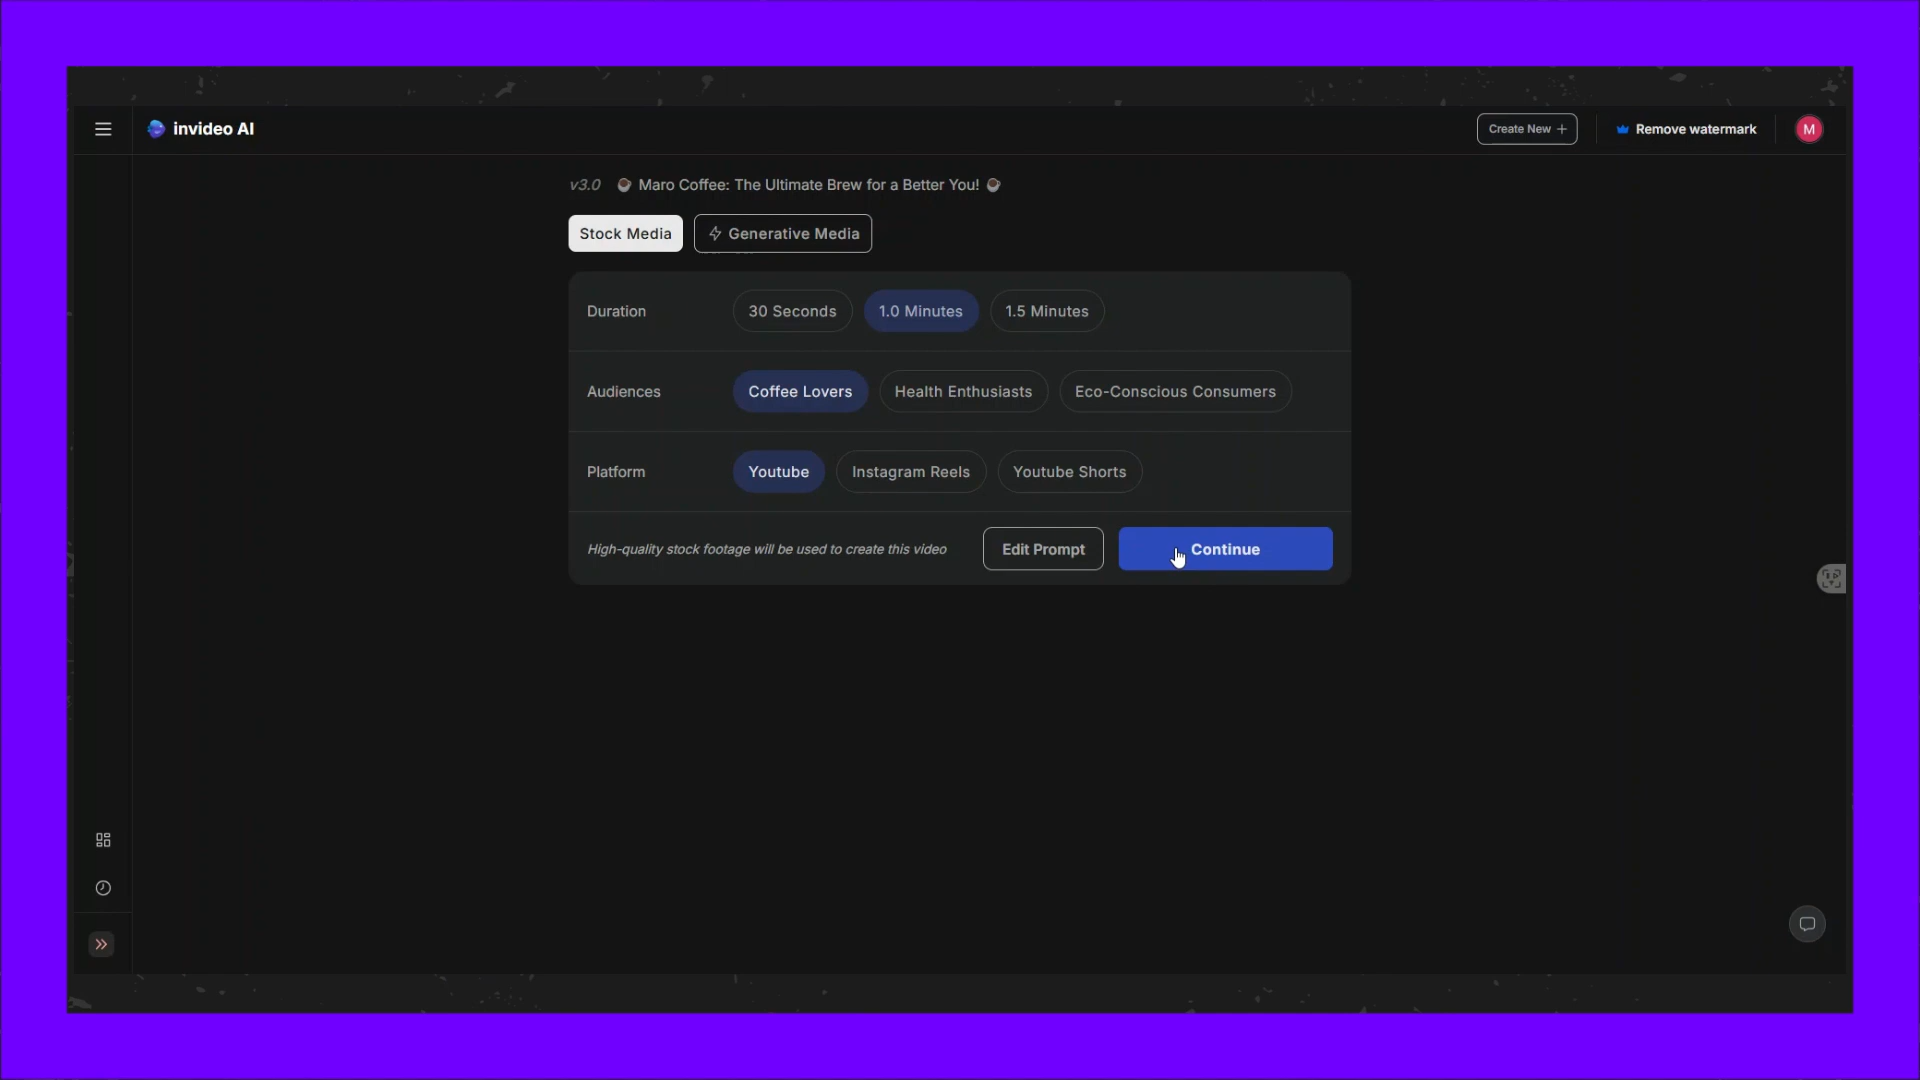 invideo AI
Create New +
Remove watermark
M
v3.0 ☕ Maro Coffee: The Ultimate Brew for a Better You! ☕
Stock Media
Generative Media
Duration
30 Seconds
1.0 Minutes
1.5 Minutes
Audiences
Coffee Lovers
Health Enthusiasts
Eco-Conscious Consumers
Platform
Youtube
Instagram Reels
Youtube Shorts
High-quality stock footage will be used to create this video
Edit Prompt
Continue